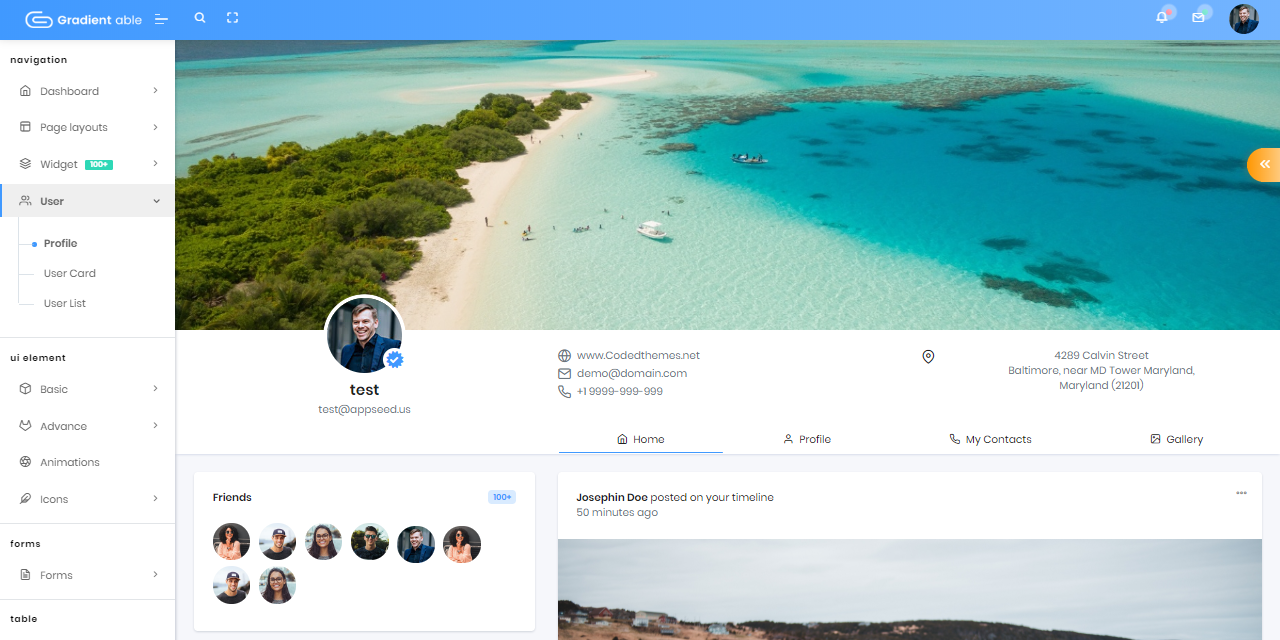 Gradient able
navigation
Dashboard
Page layouts
Widget 100+
User
Profile
User Card
User List
ui element
Basic
Advance
Animations
Icons
forms
Forms
table
test
test@appseed.us
www.Codedthemes.net
demo@domain.com
+1 9999-999-999
4289 Calvin Street
Baltimore, near MD Tower Maryland,
Maryland (21201)
Home
Profile
My Contacts
Gallery
Friends 100+
Josephin Doe posted on your timeline
50 minutes ago